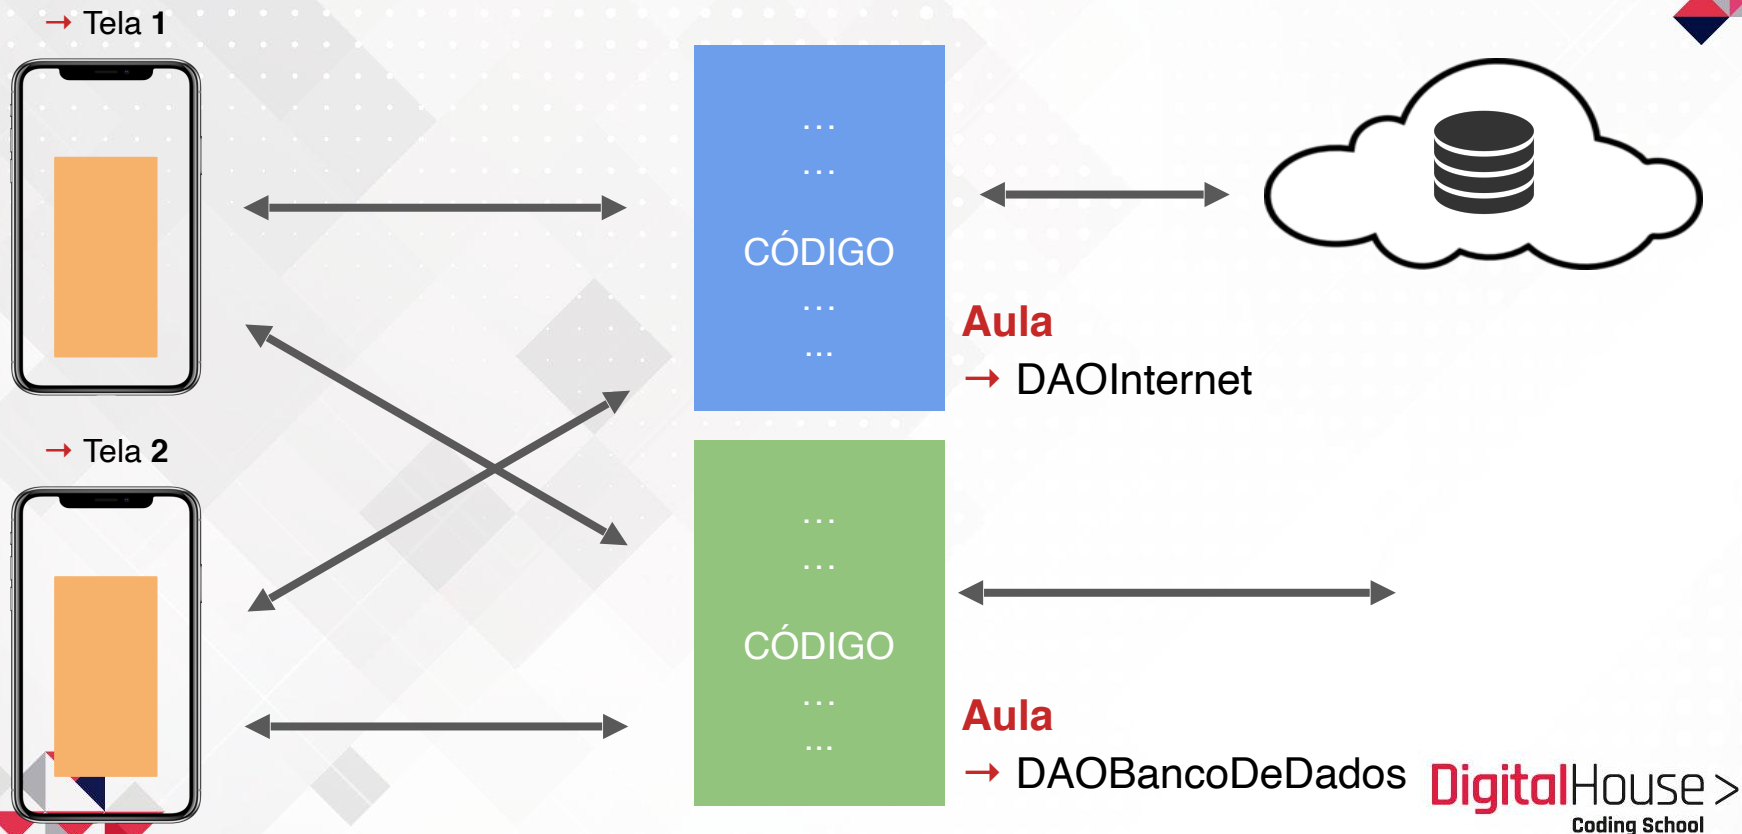 → Tela 1
...
...
CÓDIGO
...
...
Aula
→ DAOInternet
→ Tela 2
...
...
CÓDIGO
...
...
Aula
→ DAOBancoDeDados
DigitalHouse>
Coding School